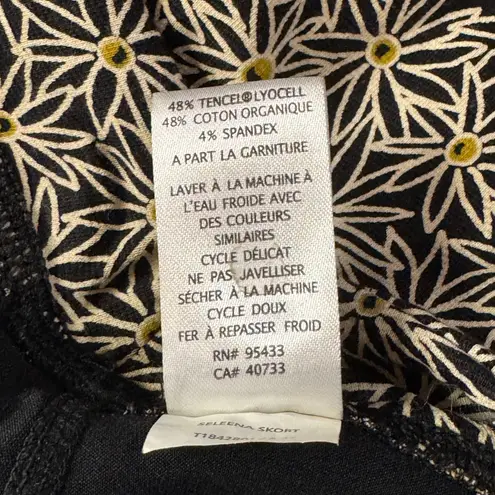 48% TENCEL®LYOCELL
48% COTON ORGANIQUE
4% SPANDEX
A PART LA GARNITURE
LAVER À LA MACHINE À
L'EAU FROIDE AVEC
DES COULEURS
SIMILAIRES
CYCLE DÉLICAT
NE PAS JAVELLISER
SÉCHER À LA MACHINE
CYCLE DOUX
FER À REPASSER FROID
RN# 95433
CA# 40733
SELEENA SKORT